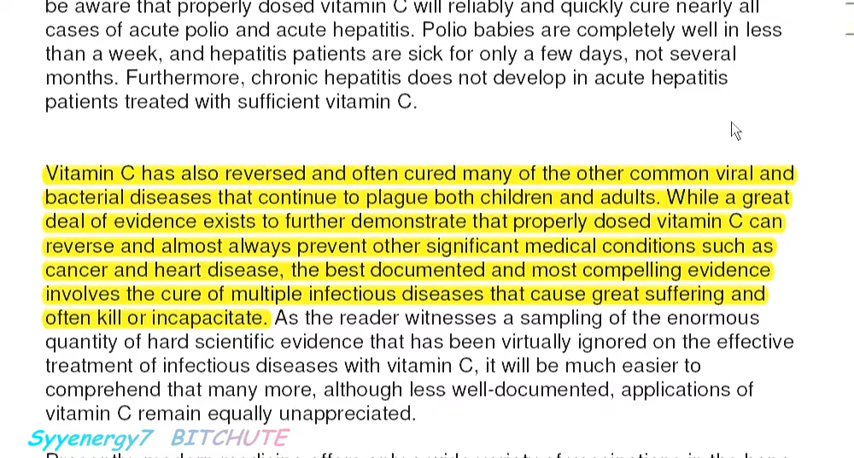 be aware that properly dosed vitamin C will reliably and quickly cure nearly all
cases of acute polio and acute hepatitis. Polio babies are completely well in less
than a week, and hepatitis patients are sick for only a few days, not several
months. Furthermore, chronic hepatitis does not develop in acute hepatitis
patients treated with sufficient vitamin C.
Vitamin C has also reversed and often cured many of the other common viral and
bacterial diseases that continue to plague both children and adults. While a great
deal of evidence exists to further demonstrate that properly dosed vitamin C can
reverse and almost always prevent other significant medical conditions such as
cancer and heart disease, the best documented and most compelling evidence
involves the cure of multiple infectious diseases that cause great suffering and
often kill or incapacitate. As the reader witnesses a sampling of the enormous
quantity of hard scientific evidence that has been virtually ignored on the effective
treatment of infectious diseases with vitamin C, it will be much easier to
comprehend that many more, although less well-documented, applications of
vitamin C remain equally unappreciated.
Syyenergy7 BITCHUTE